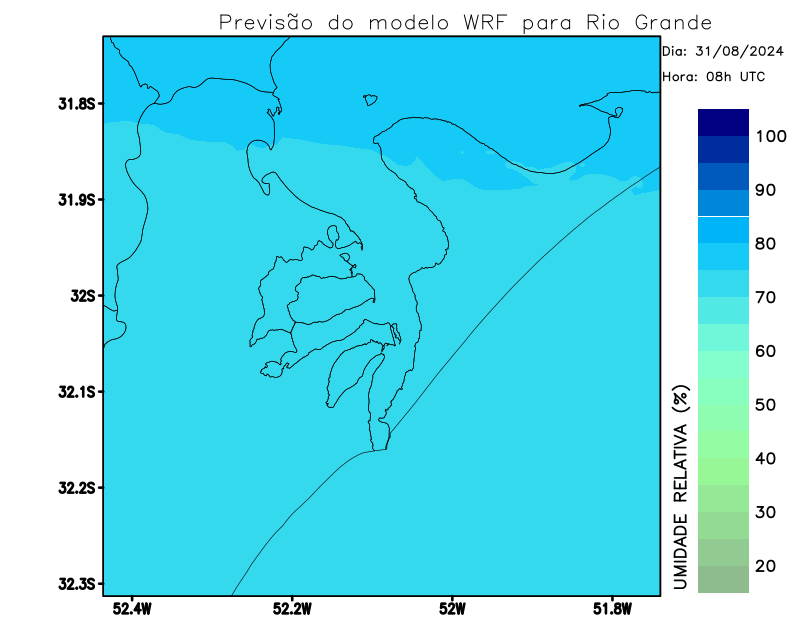 Previsão do modelo WRF para Rio Grande
Dia: 31/08/2024
Hora: 08h UTC
31.8S
31.9S
32S
32.1S
32.2S
32.3S
52.4W
52.2W
52W
51.8W
100
90
80
70
60
50
40
30
20
UMIDADE RELATIVA (%)